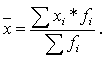 x̄ = ∑ xᵢ * fᵢ / ∑ fᵢ .